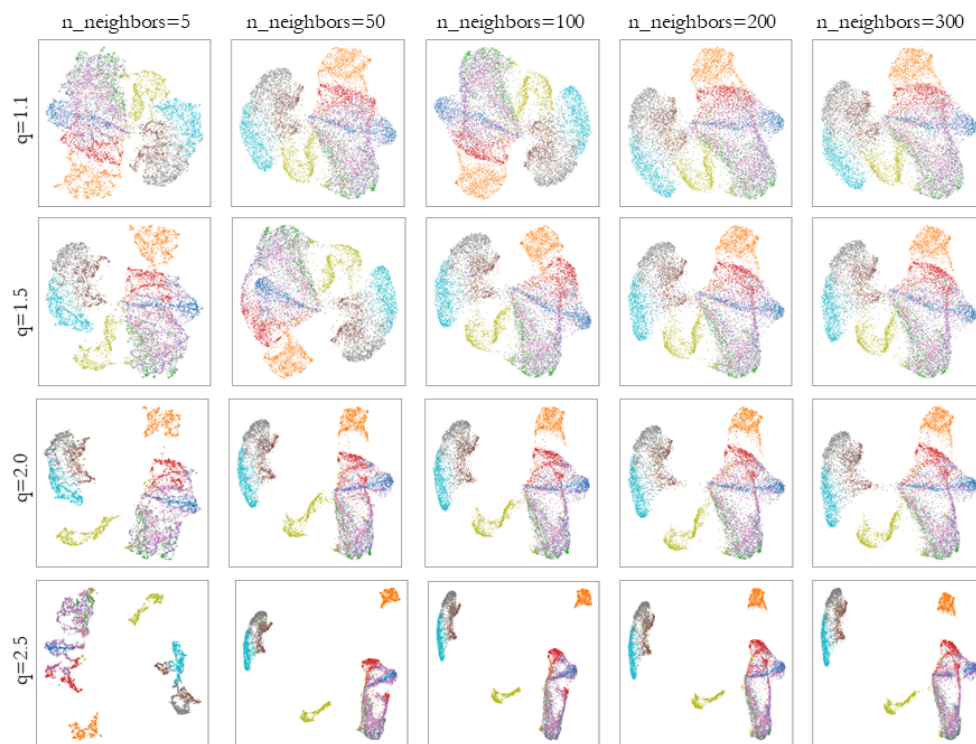 n_neighbors=5 n_neighbors=50 n_neighbors=100 n_neighbors=200 n_neighbors=300
q=1.1
q=1.5
q=2.0
q=2.5